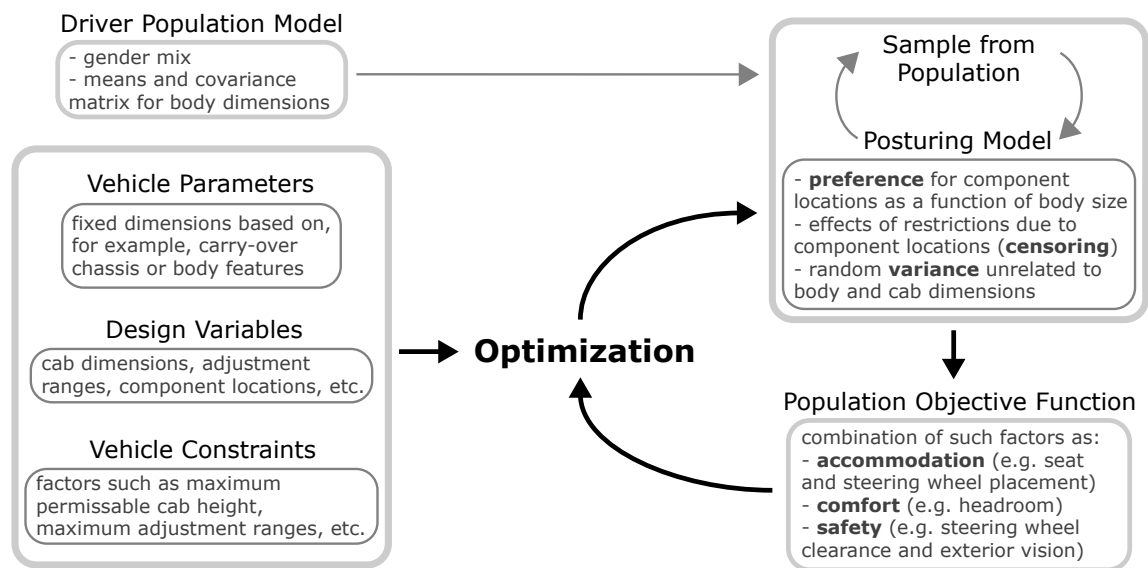 Driver Population Model
- gender mix
- means and covariance
matrix for body dimensions
Vehicle Parameters
fixed dimensions based on,
for example, carry-over
chassis or body features
Design Variables
cab dimensions, adjustment
ranges, component locations, etc.
Vehicle Constraints
factors such as maximum
permissable cab height,
maximum adjustment ranges, etc.
Optimization
Sample from
Population
Posturing Model
- preference for component
locations as a function of body size
- effects of restrictions due to
component locations (censoring)
- random variance unrelated to
body and cab dimensions
Population Objective Function
combination of such factors as:
- accommodation (e.g. seat
and steering wheel placement)
- comfort (e.g. headroom)
- safety (e.g. steering wheel
clearance and exterior vision)